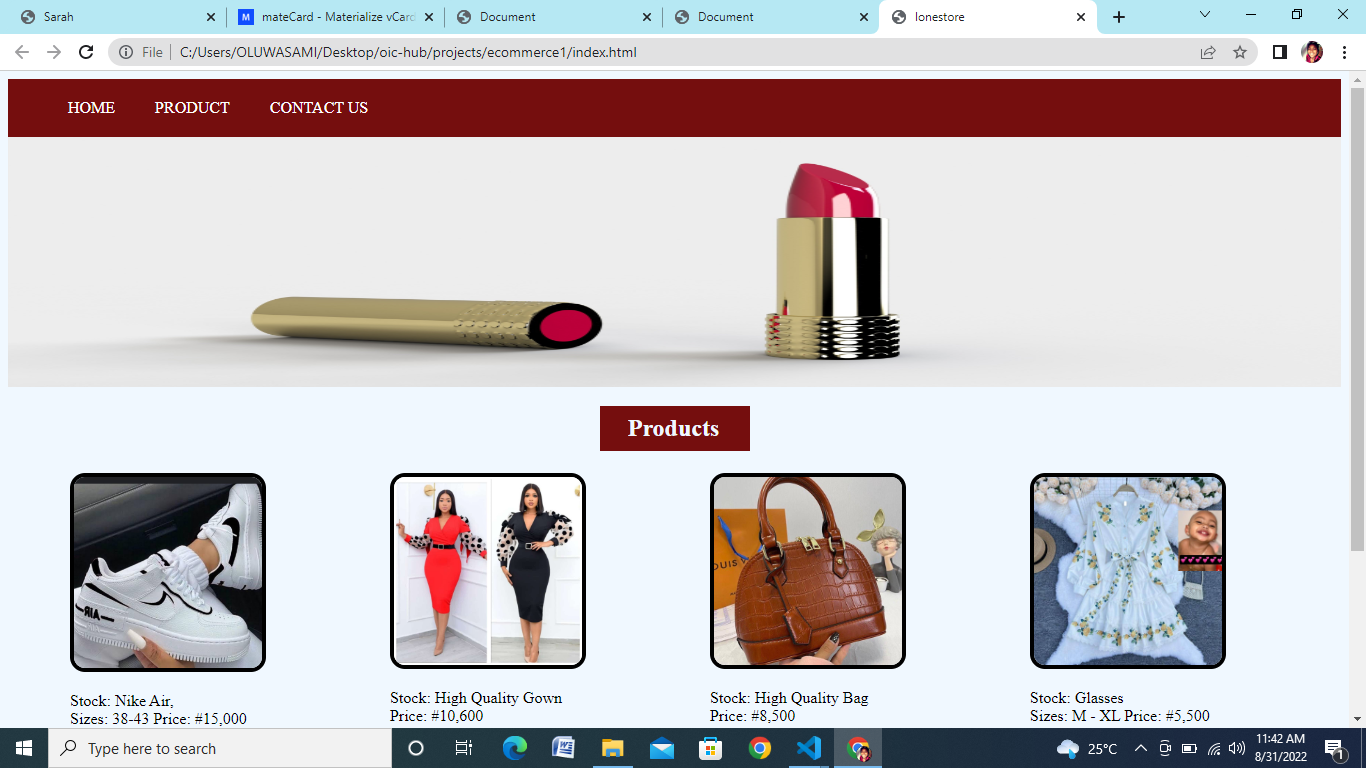 Sarah
mateCard - Materialize vCard
Document
Document
lonestore
File
C:/Users/OLUWASAMI/Desktop/oic-hub/projects/ecommerce1/index.html
HOME PRODUCT CONTACT US
Products
AIR
LOUIS
Stock: Nike Air,
Sizes: 38-43 Price: #15,000
Stock: High Quality Gown
Price: #10,600
Stock: High Quality Bag
Price: #8,500
Stock: Glasses
Sizes: M - XL Price: #5,500
Type here to search
25°C
11:42 AM
8/31/2022
1